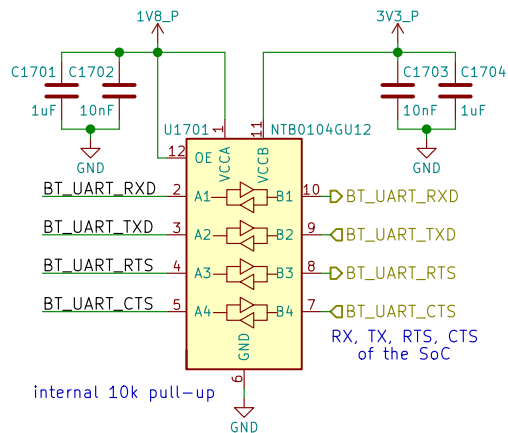 1V8_P
3V3_P
C1701 C1702
C1703 C1704
1uF 10nF
10nF 1uF
GND
GND
U1701
NTB0104GU12
1
11
VCCA
VCCB
12 OE
BT_UART_RXD 2 A1 B1 10 BT_UART_RXD
BT_UART_TXD 3 A2 B2 9 BT_UART_TXD
BT_UART_RTS 4 A3 B3 8 BT_UART_RTS
BT_UART_CTS 5 A4 B4 7 BT_UART_CTS
RX, TX, RTS, CTS
of the SoC
GND
6
internal 10k pull-up
GND